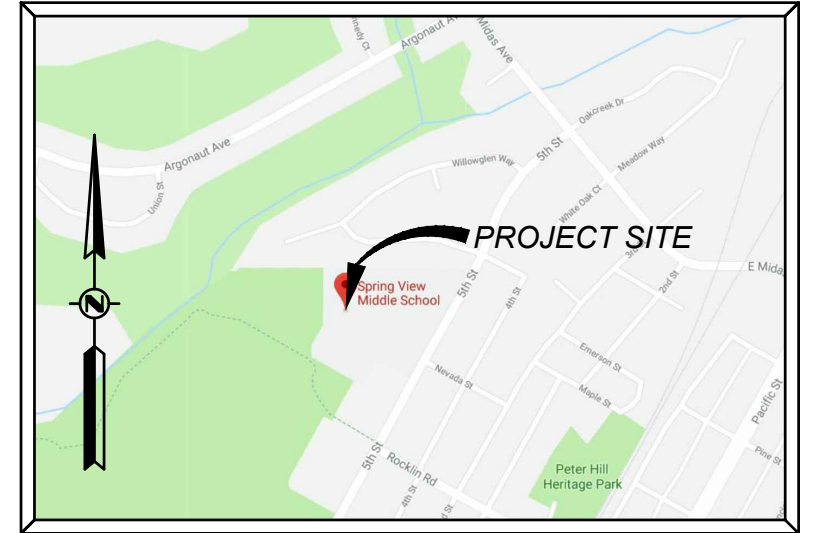 Argonaut A
Midas Ave
Oakcreek Dr
Argonaut Ave
Willowglen Way
5th St
Meadow Way
Union St
White Oak Ct
PROJECT SITE
3rd
2nd St
E Mida
Spring View
Middle School
5th St
4th St
N
Nevada St
Emerson St
Maple St
Pacific St
Pine St
5th St
Rocklin Rd
4th St
Peter Hill
Heritage Park